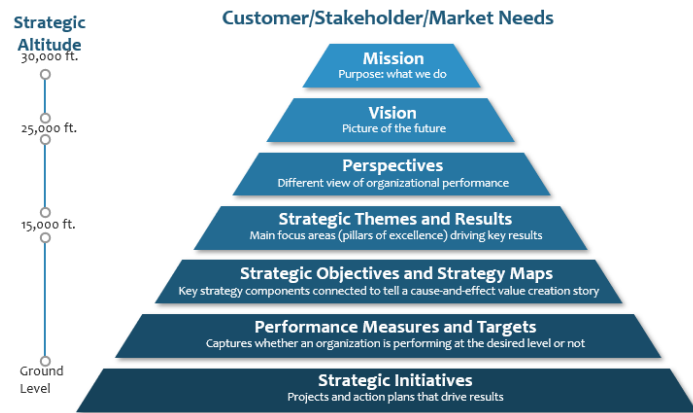 Strategic
Altitude
30,000 ft.
25,000 ft.
15,000 ft.
Ground
Level
Customer/Stakeholder/Market Needs
Mission
Purpose: what we do
Vision
Picture of the future
Perspectives
Different view of organizational performance
Strategic Themes and Results
Main focus areas (pillars of excellence) driving key results
Strategic Objectives and Strategy Maps
Key strategy components connected to tell a cause-and-effect value creation story
Performance Measures and Targets
Captures whether an organization is performing at the desired level or not
Strategic Initiatives
Projects and action plans that drive results